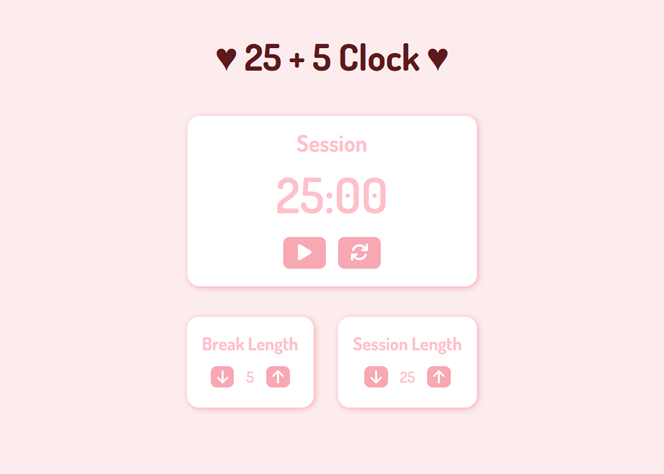 ♥ 25 + 5 Clock ♥
Session
25:00
Break Length
5
Session Length
25